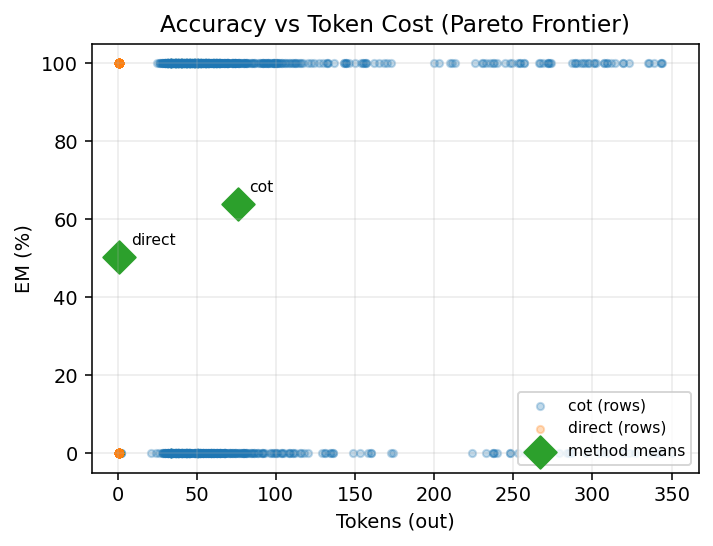 Accuracy vs Token Cost (Pareto Frontier)
EM (%)
100
80
60
40
20
0
cot
direct
cot (rows)
direct (rows)
method means
0 50 100 150 200 250 300 350
Tokens (out)